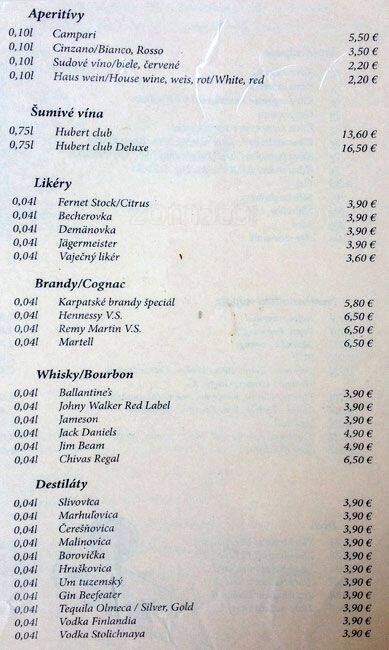 Aperitívy
0,10l Campari 5,50 €
0,10l Cinzano/Bianco, Rosso 3,50 €
0,10l Sudové víno/biele, červené 2,20 €
0,10l Haus wein/House wine, weis, rot/White, red 2,20 €
Šumivé vína
0,75l Hubert club 13,60 €
0,75l Hubert club Deluxe 16,50 €
Likéry
0,04l Fernet Stock/Citrus 3,90 €
0,04l Becherovka 3,90 €
0,04l Demänovka 3,90 €
0,04l Jägermeister 3,90 €
0,04l Vaječný likér 3,60 €
Brandy/Cognac
0,04l Karpatské brandy špeciál 5,80 €
0,04l Hennessy V.S. 6,50 €
0,04l Remy Martin V.S. 6,50 €
0,04l Martell 6,50 €
Whisky/Bourbon
0,04l Ballantine's 3,90 €
0,04l Johny Walker Red Label 3,90 €
0,04l Jameson 3,90 €
0,04l Jack Daniels 4,90 €
0,04l Jim Beam 4,90 €
0,04l Chivas Regal 6,50 €
Destiláty
0,04l Slivovica 3,90 €
0,04l Marhuľovica 3,90 €
0,04l Čerešňovica 3,90 €
0,04l Malinovica 3,90 €
0,04l Borovička 3,90 €
0,04l Hruškovica 3,90 €
0,04l Um tuzemský 3,90 €
0,04l Gin Beefeater 3,90 €
0,04l Tequila Olmeca / Silver, Gold 3,90 €
0,04l Vodka Finlandia 3,90 €
0,04l Vodka Stolichnaya 3,90 €